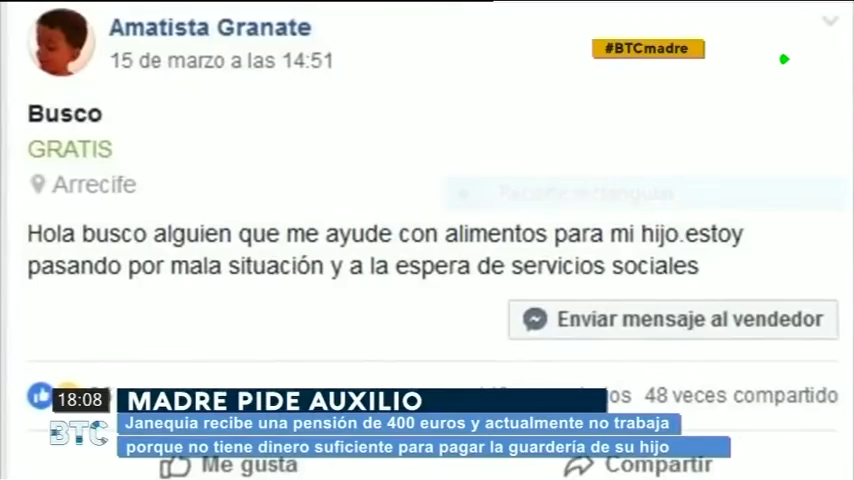 Amatista Granate
15 de marzo a las 14:51
#BTCmadre
Busco
GRATIS
Arrecife
Recorte rectangular
Hola busco alguien que me ayude con alimentos para mi hijo.estoy
pasando por mala situación y a la espera de servicios sociales
Enviar mensaje al vendedor
48 veces compartido
18:08
MADRE PIDE AUXILIO
BTC
Janequia recibe una pensión de 400 euros y actualmente no trabaja
porque no tiene dinero suficiente para pagar la guardería de su hijo
Me gusta
Compartir